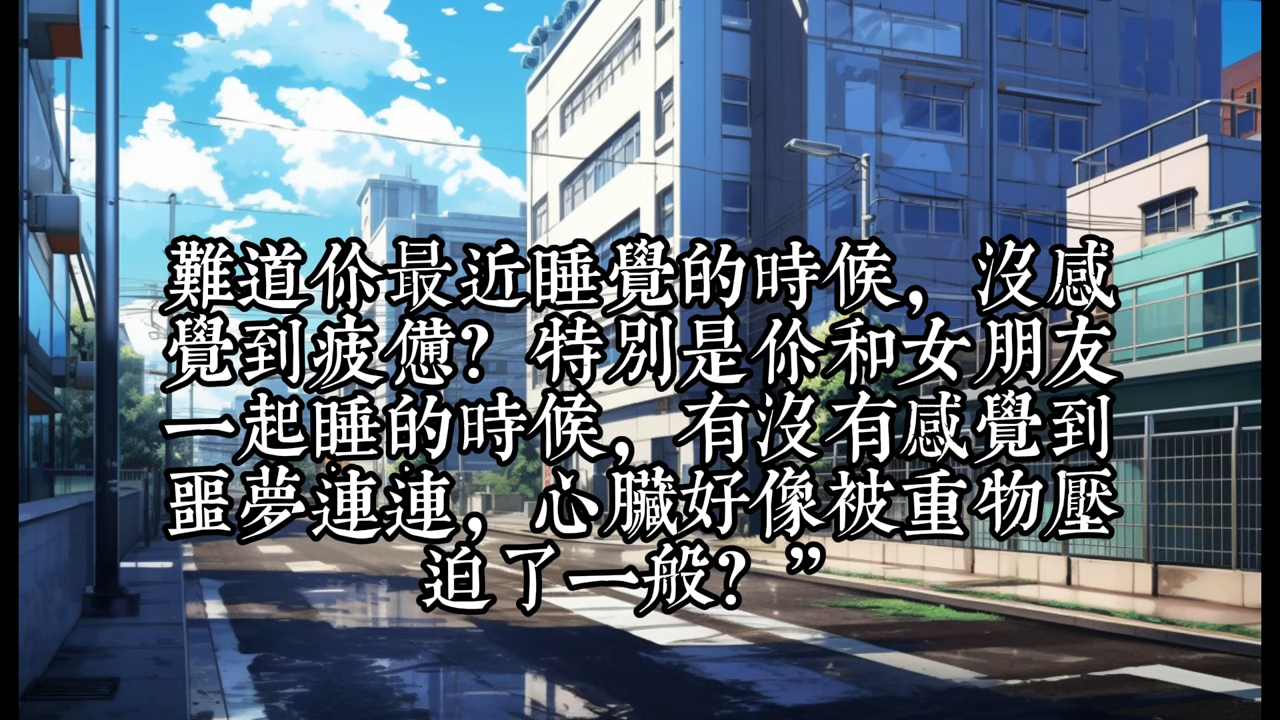 難道你最近睡覺的時候，沒感
覺到疲憊？特別是你和女朋友
一起睡的時候，有沒有感覺到
噩夢連連，心臟好像被重物壓
迫了一般？”